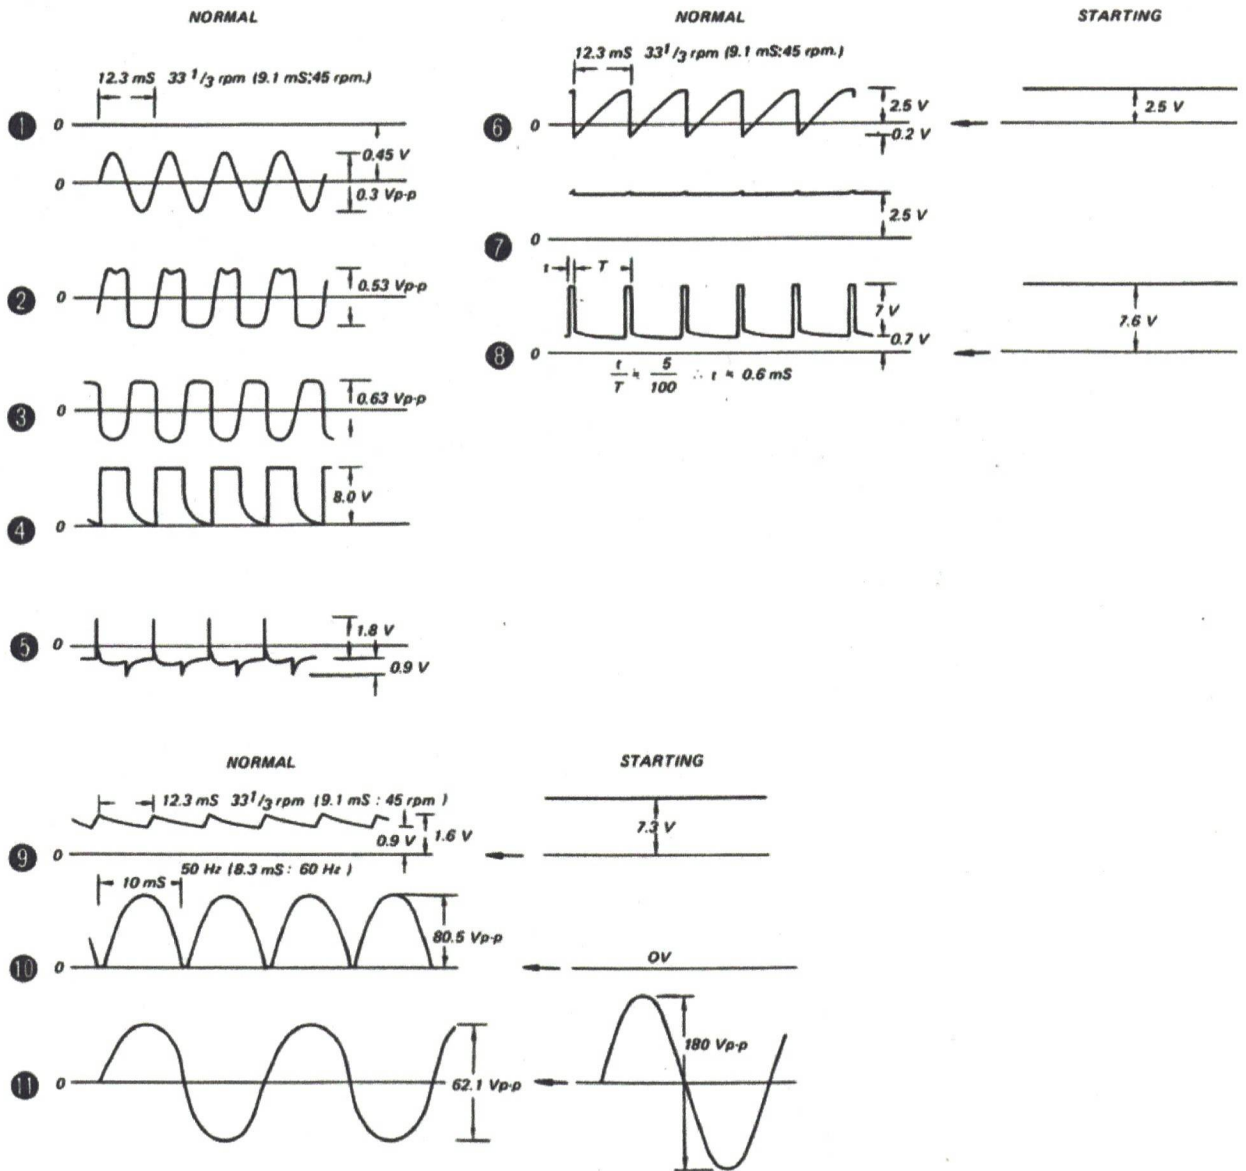 NORMAL
12.3 mS 33 1/3 rpm (9.1 mS:45 rpm.)
1 0
0.45 V
0
0.3 Vp-p
2 0
0.53 Vp-p
3 0
0.63 Vp-p
8.0 V
4 0
5 0
1.8 V
0.9 V
NORMAL
STARTING
12.3 mS 33 1/3 rpm (9.1 mS:45 rpm.)
6 0
2.5 V
0.2 V
2.5 V
2.5 V
7 0
t T
7 V
0.7 V
7.6 V
8 0
t/T ≒ 5/100 ∴ t ≒ 0.6 mS
NORMAL
STARTING
12.3 mS 33 1/3 rpm (9.1 mS : 45 rpm)
0.9 V
1.6 V
7.3 V
9 0
50 Hz (8.3 mS : 60 Hz)
10 mS
80.5 Vp-p
10 0
OV
180 Vp-p
11 0
62.1 Vp-p